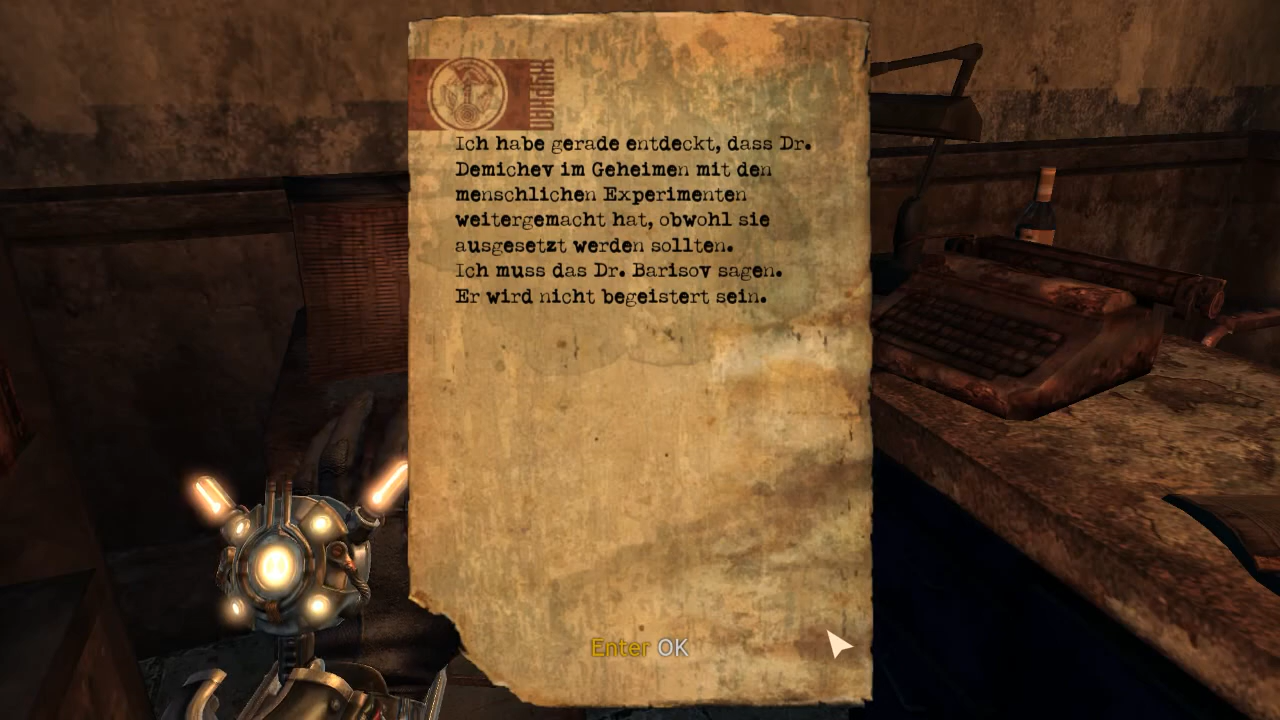 Ich habe gerade entdeckt, dass Dr.
Demichev im Geheimen mit den
menschlichen Experimenten
weitergemacht hat, obwohl sie
ausgesetzt werden sollten.
Ich muss das Dr. Barisov sagen.
Er wird nicht begeistert sein.
Enter OK